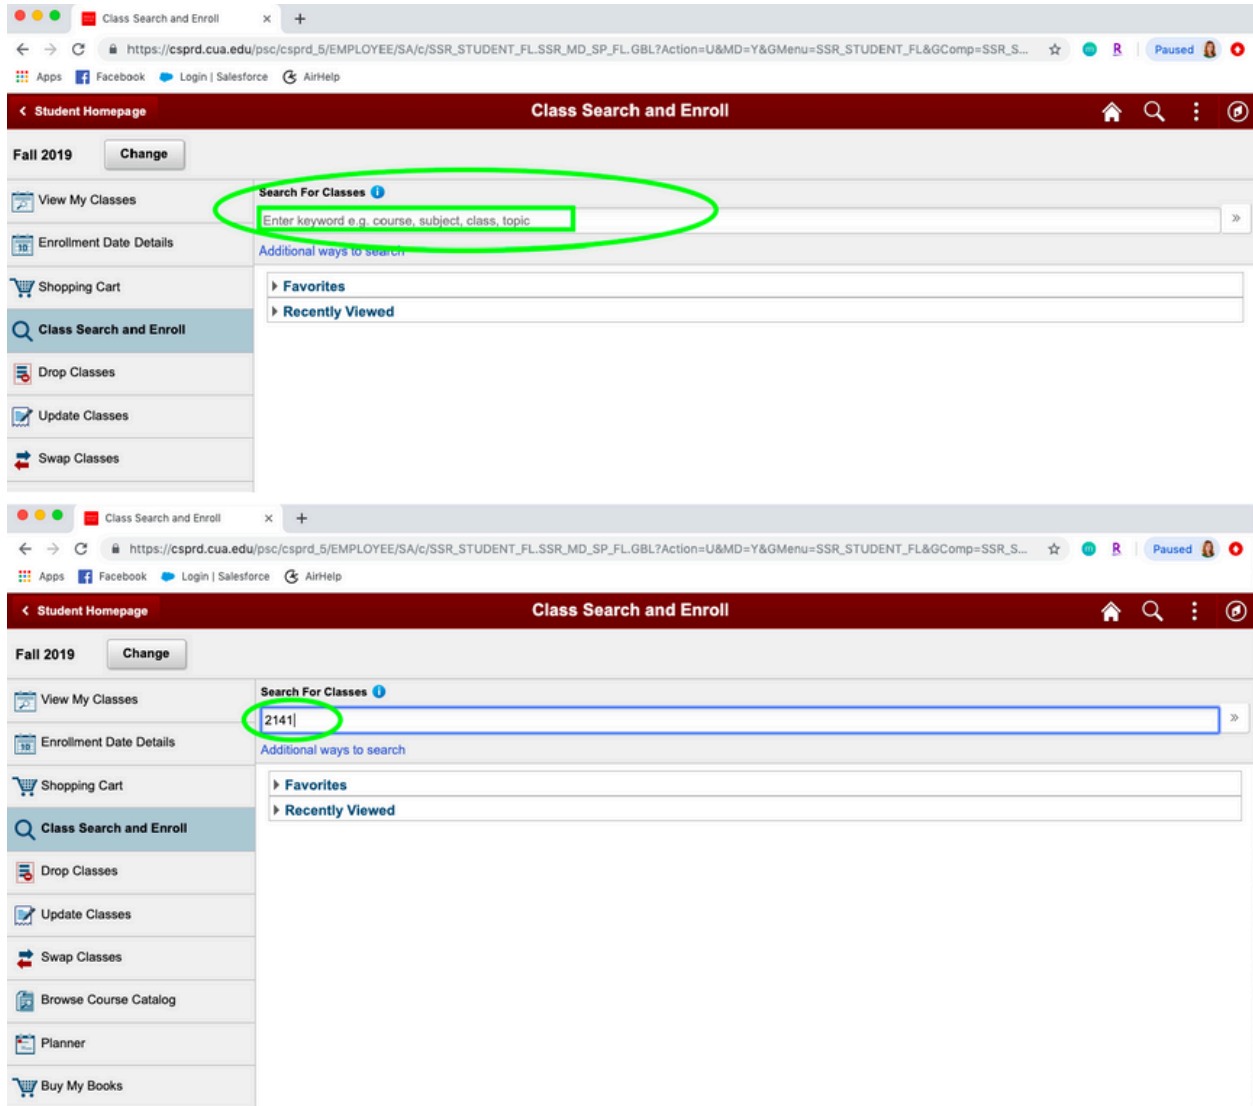 Class Search and Enroll
https://csprd.cua.edu/psc/csprd_5/EMPLOYEE/SA/c/SSR_STUDENT_FL.SSR_MD_SP_FL.GBL?Action=U&MD=Y&GMenu=SSR_STUDENT_FL&GComp=SSR_S... R Paused
Apps Facebook Login | Salesforce AirHelp
Student Homepage Class Search and Enroll
Fall 2019 Change
View My Classes
Search For Classes
Enter keyword e.g. course, subject, class, topic
Enrollment Date Details
Additional ways to search
Shopping Cart
Favorites
Recently Viewed
Class Search and Enroll
Drop Classes
Update Classes
Swap Classes
Class Search and Enroll
https://csprd.cua.edu/psc/csprd_5/EMPLOYEE/SA/c/SSR_STUDENT_FL.SSR_MD_SP_FL.GBL?Action=U&MD=Y&GMenu=SSR_STUDENT_FL&GComp=SSR_S... R Paused
Apps Facebook Login | Salesforce AirHelp
Student Homepage Class Search and Enroll
Fall 2019 Change
View My Classes
Search For Classes
2141
Enrollment Date Details
Additional ways to search
Shopping Cart
Favorites
Recently Viewed
Class Search and Enroll
Drop Classes
Update Classes
Swap Classes
Browse Course Catalog
Planner
Buy My Books